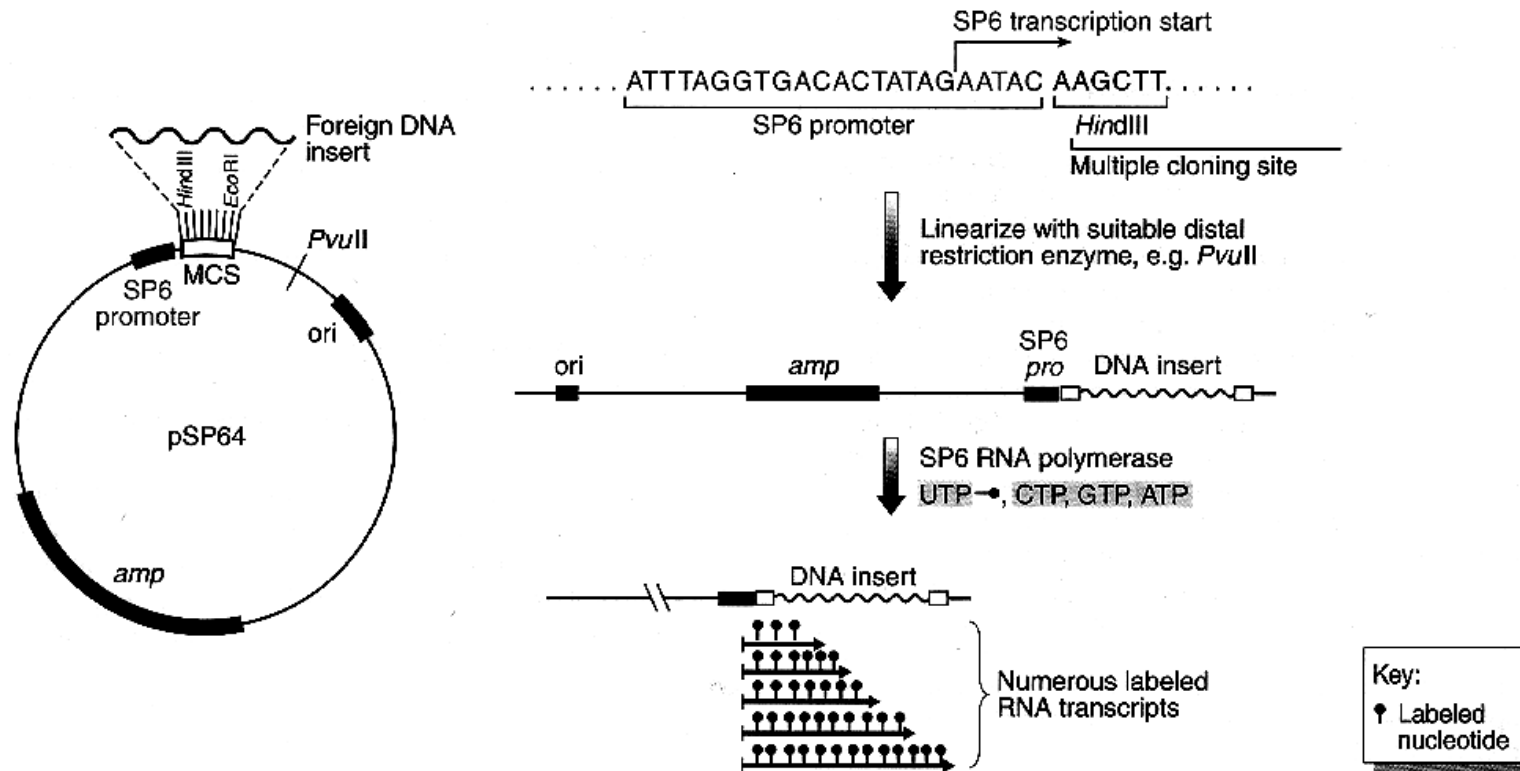 Foreign DNA
insert
HindIII
EcoRI
PvuII
MCS
SP6
promoter
ori
pSP64
amp
SP6 transcription start
. . . . . . ATTTAGGTGACACTATAGAATAC AAGCTT. . . . . .
SP6 promoter
HindIII
Multiple cloning site
Linearize with suitable distal
restriction enzyme, e.g. PvuII
ori
amp
SP6
pro
DNA insert
SP6 RNA polymerase
UTP, CTP, GTP, ATP
DNA insert
Numerous labeled
RNA transcripts
Key:
Labeled
nucleotide